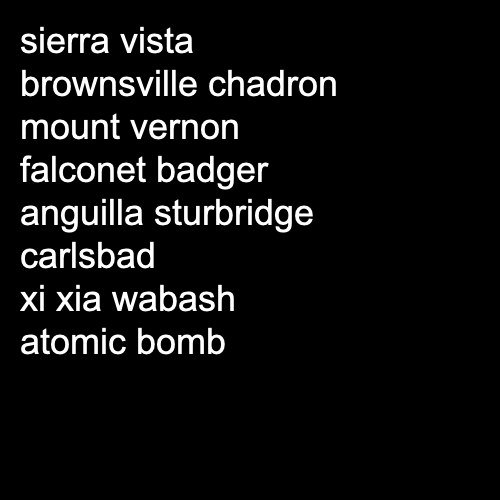 sierra vista
brownsville chadron
mount vernon
falconet badger
anguilla sturbridge
carlsbad
xi xia wabash
atomic bomb